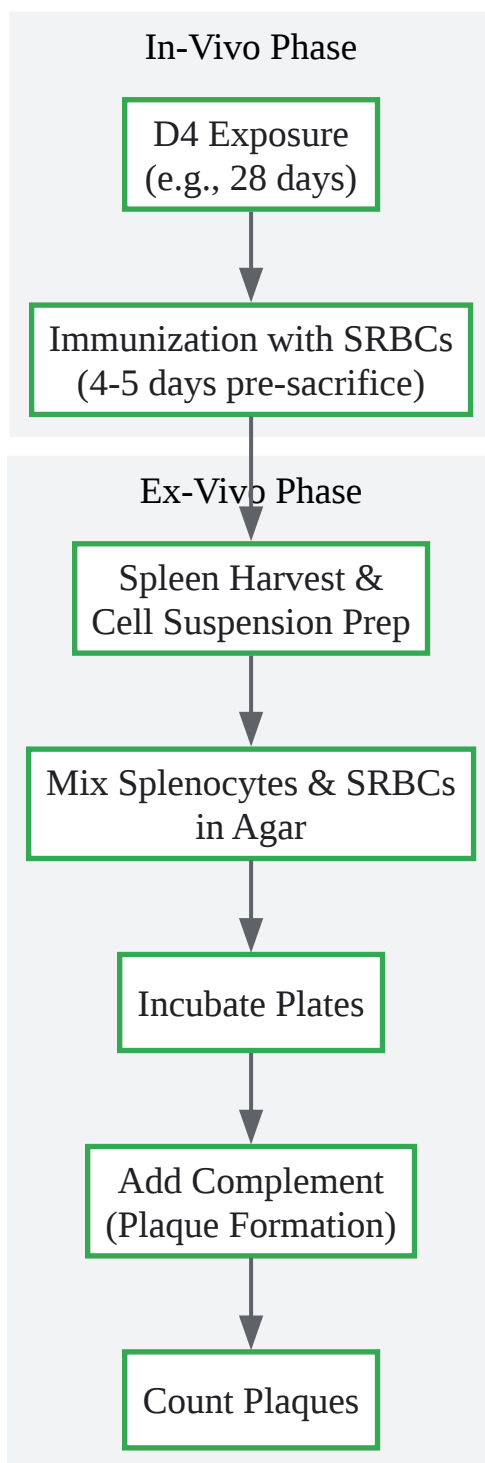 In-Vivo Phase
D4 Exposure
(e.g., 28 days)
Immunization with SRBCs
(4-5 days pre-sacrifice)
Ex-Vivo Phase
Spleen Harvest &
Cell Suspension Prep
Mix Splenocytes & SRBCs
in Agar
Incubate Plates
Add Complement
(Plaque Formation)
Count Plaques